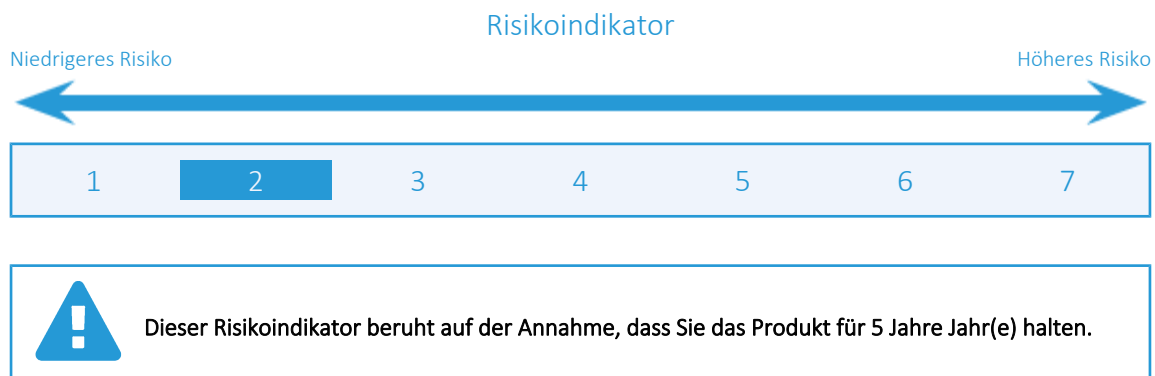 Risikoindikator
Niedrigeres Risiko Höheres Risiko
1 2 3 4 5 6 7
Dieser Risikoindikator beruht auf der Annahme, dass Sie das Produkt für 5 Jahre Jahr(e) halten.